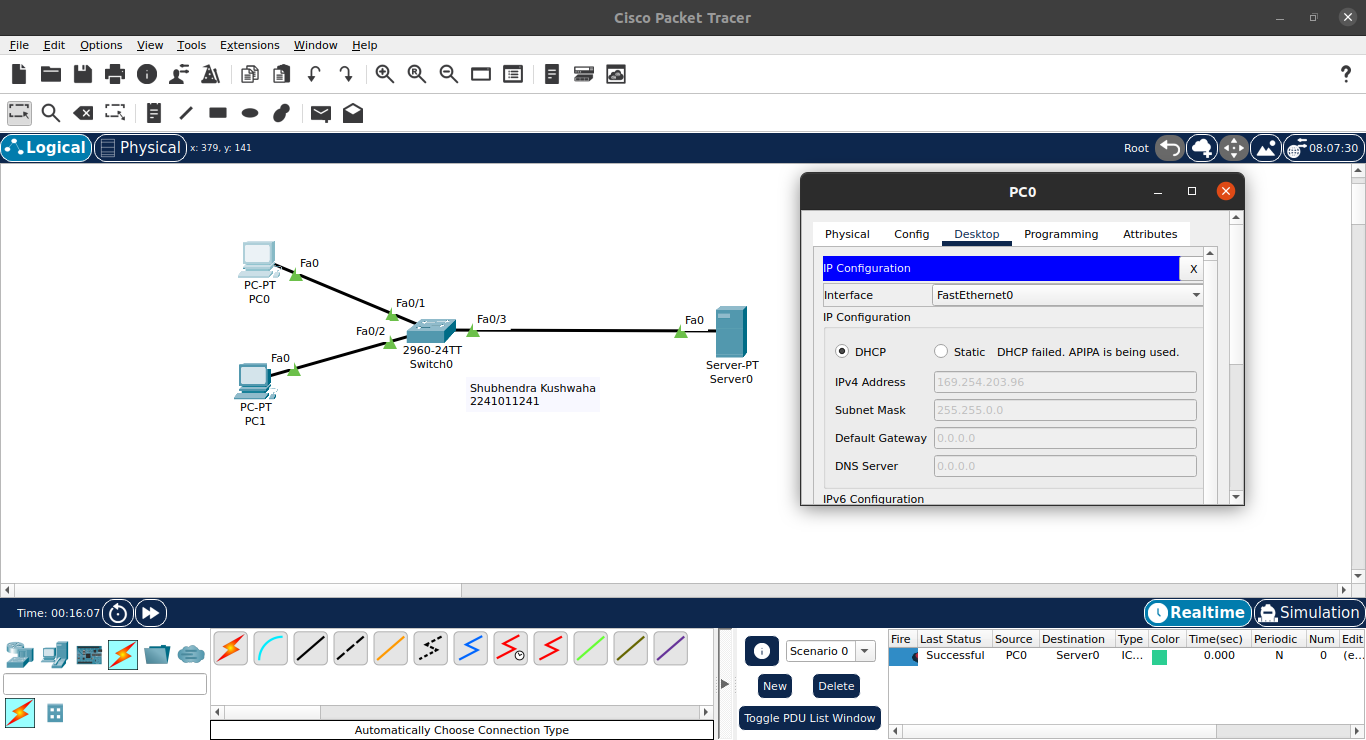 Cisco Packet Tracer
File Edit Options View Tools Extensions Window Help
Logical Physical x: 379, y: 141 Root 08:07:30
PC0
Physical Config Desktop Programming Attributes
IP Configuration X
Interface FastEthernet0
IP Configuration
DHCP Static DHCP failed. APIPA is being used.
IPv4 Address 169.254.203.96
Subnet Mask 255.255.0.0
Default Gateway 0.0.0.0
DNS Server 0.0.0.0
IPv6 Configuration
Fa0
PC-PT
PC0
Fa0/1
Fa0/2
Fa0/3
Fa0
2960-24TT
Switch0
Server-PT
Server0
Fa0
PC-PT
PC1
Shubhendra Kushwaha
2241011241
Time: 00:16:07 Realtime Simulation
Scenario 0
New Delete
Toggle PDU List Window
Automatically Choose Connection Type
Fire Last Status Source Destination Type Color Time(sec) Periodic Num Edit
Successful PC0 Server0 IC... 0.000 N 0 (e...